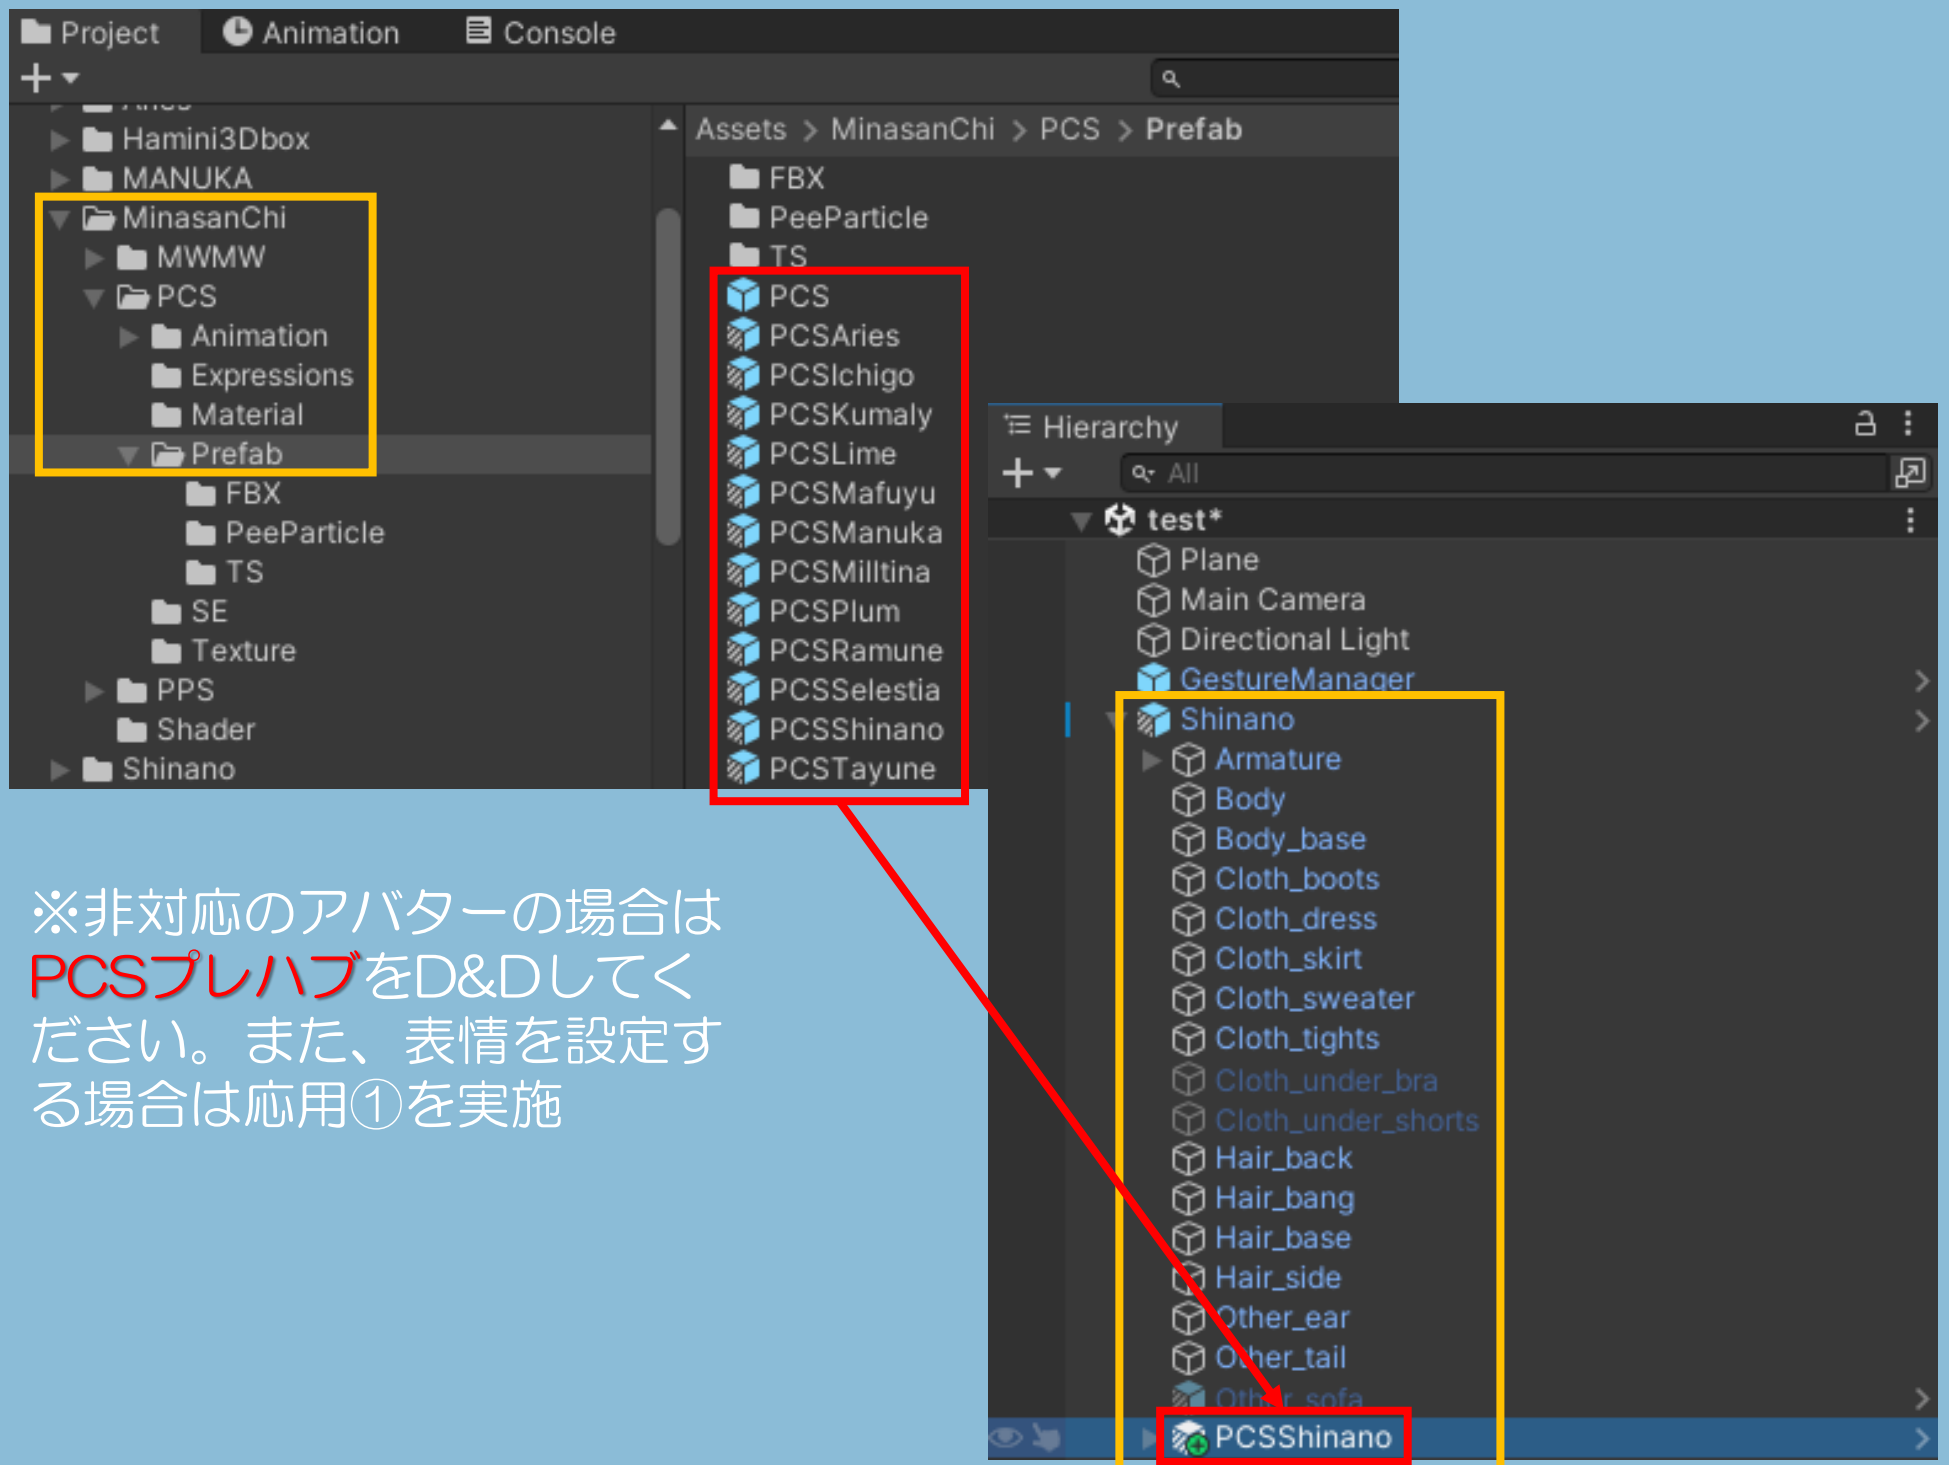 Project
Animation
Console
Aries
Hamini3Dbox
MANUKA
MinasanChi
MWMW
PCS
Animation
Expressions
Material
Prefab
FBX
PeeParticle
TS
SE
Texture
PPS
Shader
Shinano
Assets > MinasanChi > PCS > Prefab
FBX
PeeParticle
TS
PCS
PCSAries
PCSIchigo
PCSKumaly
PCSLime
PCSMafuyu
PCSManuka
PCSMilltina
PCSPlum
PCSRamune
PCSSelestia
PCSShinano
PCSTayune
Hierarchy
All
test*
Plane
Main Camera
Directional Light
GestureManager
Shinano
Armature
Body
Body_base
Cloth_boots
Cloth_dress
Cloth_skirt
Cloth_sweater
Cloth_tights
Cloth_under_bra
Cloth_under_shorts
Hair_back
Hair_bang
Hair_base
Hair_side
Other_ear
Other_tail
Other_sofa
PCSShinano
※非対応のアバターの場合は
PCSプレハブをD&Dしてく
ださい。また、表情を設定す
る場合は応用①を実施